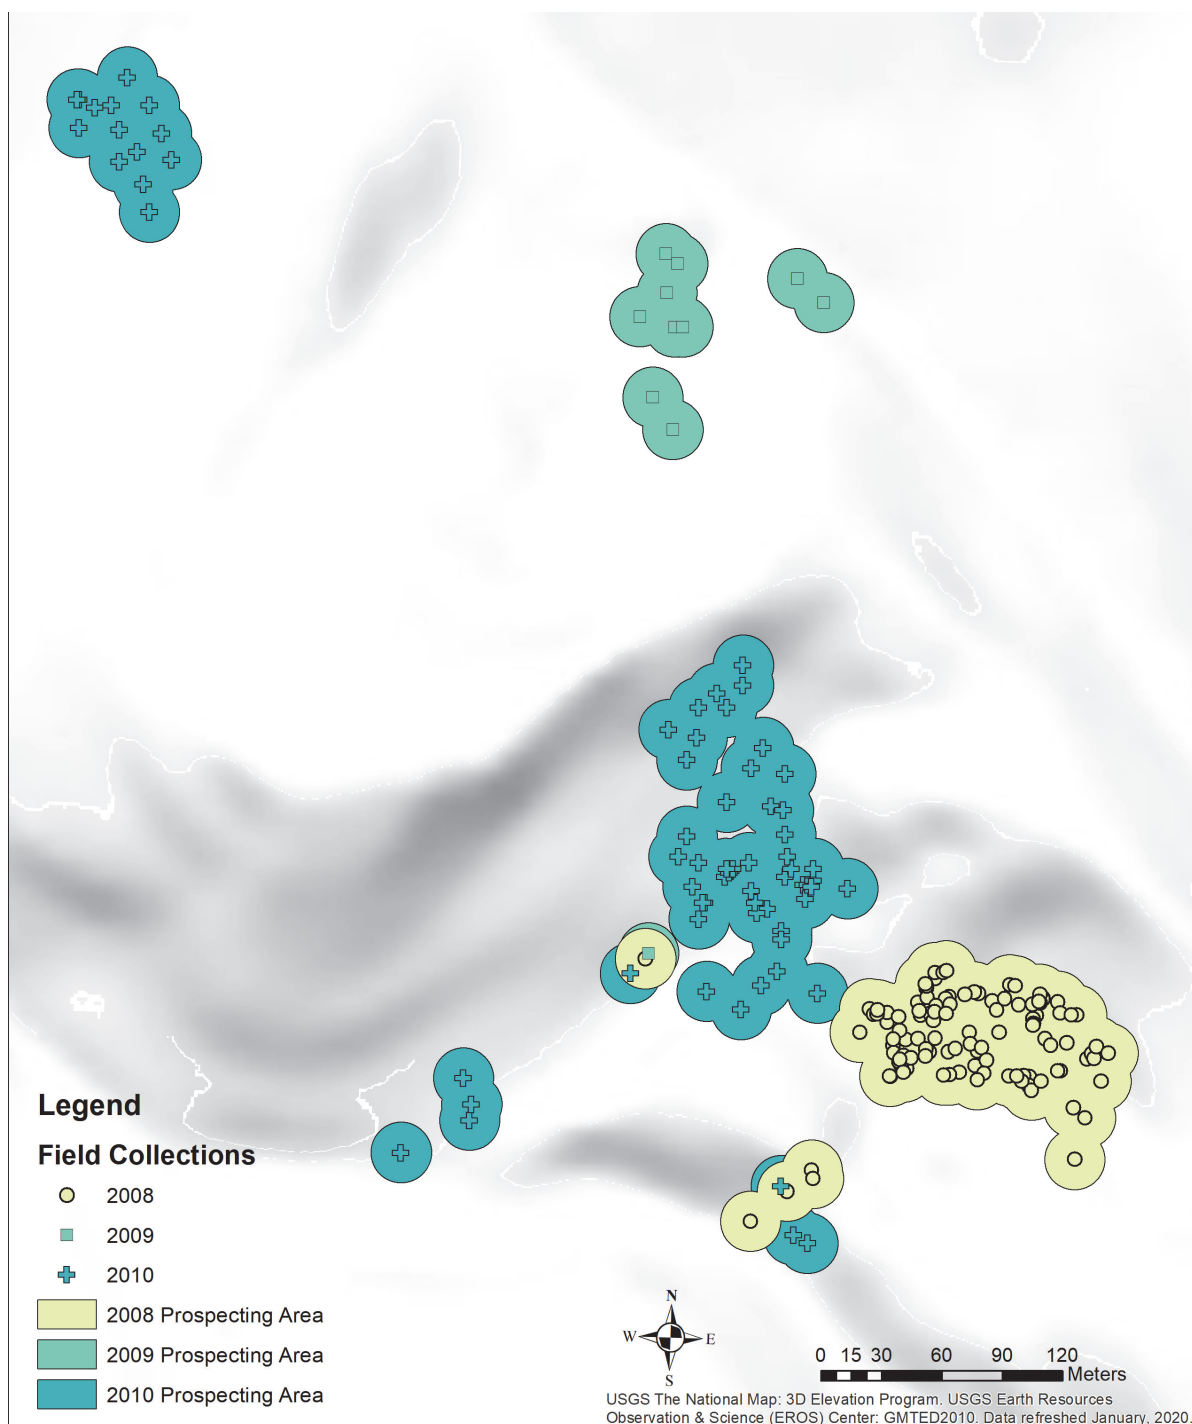 Legend
Field Collections
2008
2009
2010
2008 Prospecting Area
2009 Prospecting Area
2010 Prospecting Area
N
W E
S
0 15 30 60 90 120
Meters
USGS The National Map: 3D Elevation Program. USGS Earth Resources
Observation & Science (EROS) Center: GMTED2010. Data refreshed January, 2020.